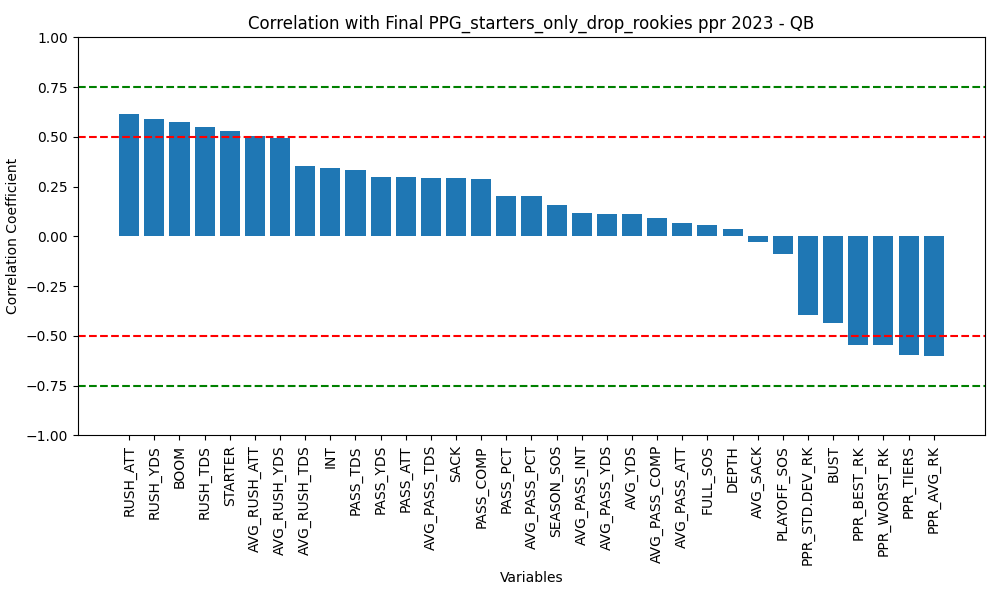 Correlation with Final PPG_starters_only_drop_rookies ppr 2023 - QB
Correlation Coefficient
1.00
0.75
0.50
0.25
0.00
−0.25
−0.50
−0.75
−1.00
RUSH_ATT
RUSH_YDS
BOOM
RUSH_TDS
STARTER
AVG_RUSH_ATT
AVG_RUSH_YDS
AVG_RUSH_TDS
INT
PASS_TDS
PASS_YDS
PASS_ATT
AVG_PASS_TDS
SACK
PASS_COMP
PASS_PCT
AVG_PASS_PCT
SEASON_SOS
AVG_PASS_INT
AVG_PASS_YDS
AVG_YDS
AVG_PASS_COMP
AVG_PASS_ATT
FULL_SOS
DEPTH
AVG_SACK
PLAYOFF_SOS
PPR_STD.DEV_RK
BUST
PPR_BEST_RK
PPR_WORST_RK
PPR_TIERS
PPR_AVG_RK
Variables